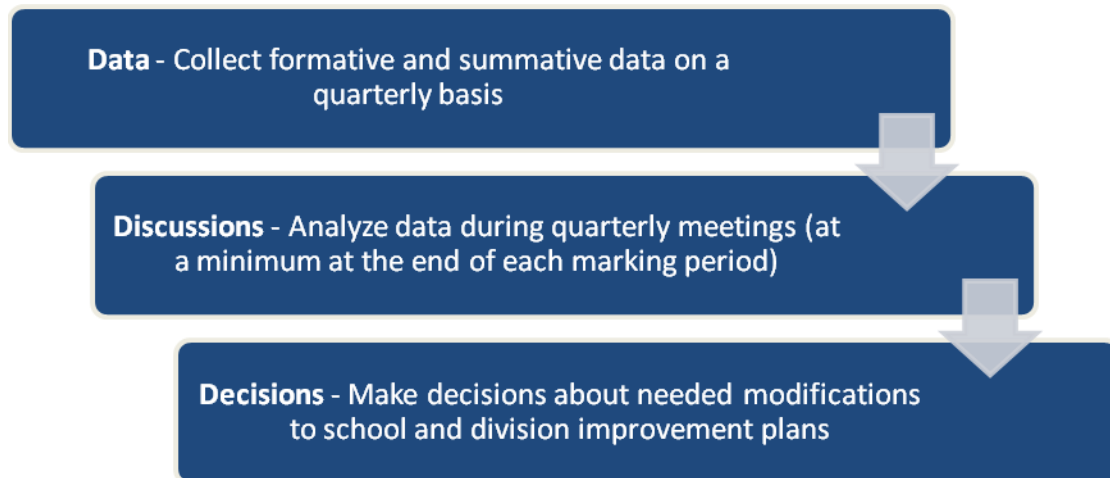 Data - Collect formative and summative data on a
quarterly basis
Discussions - Analyze data during quarterly meetings (at
a minimum at the end of each marking period)
Decisions - Make decisions about needed modifications
to school and division improvement plans